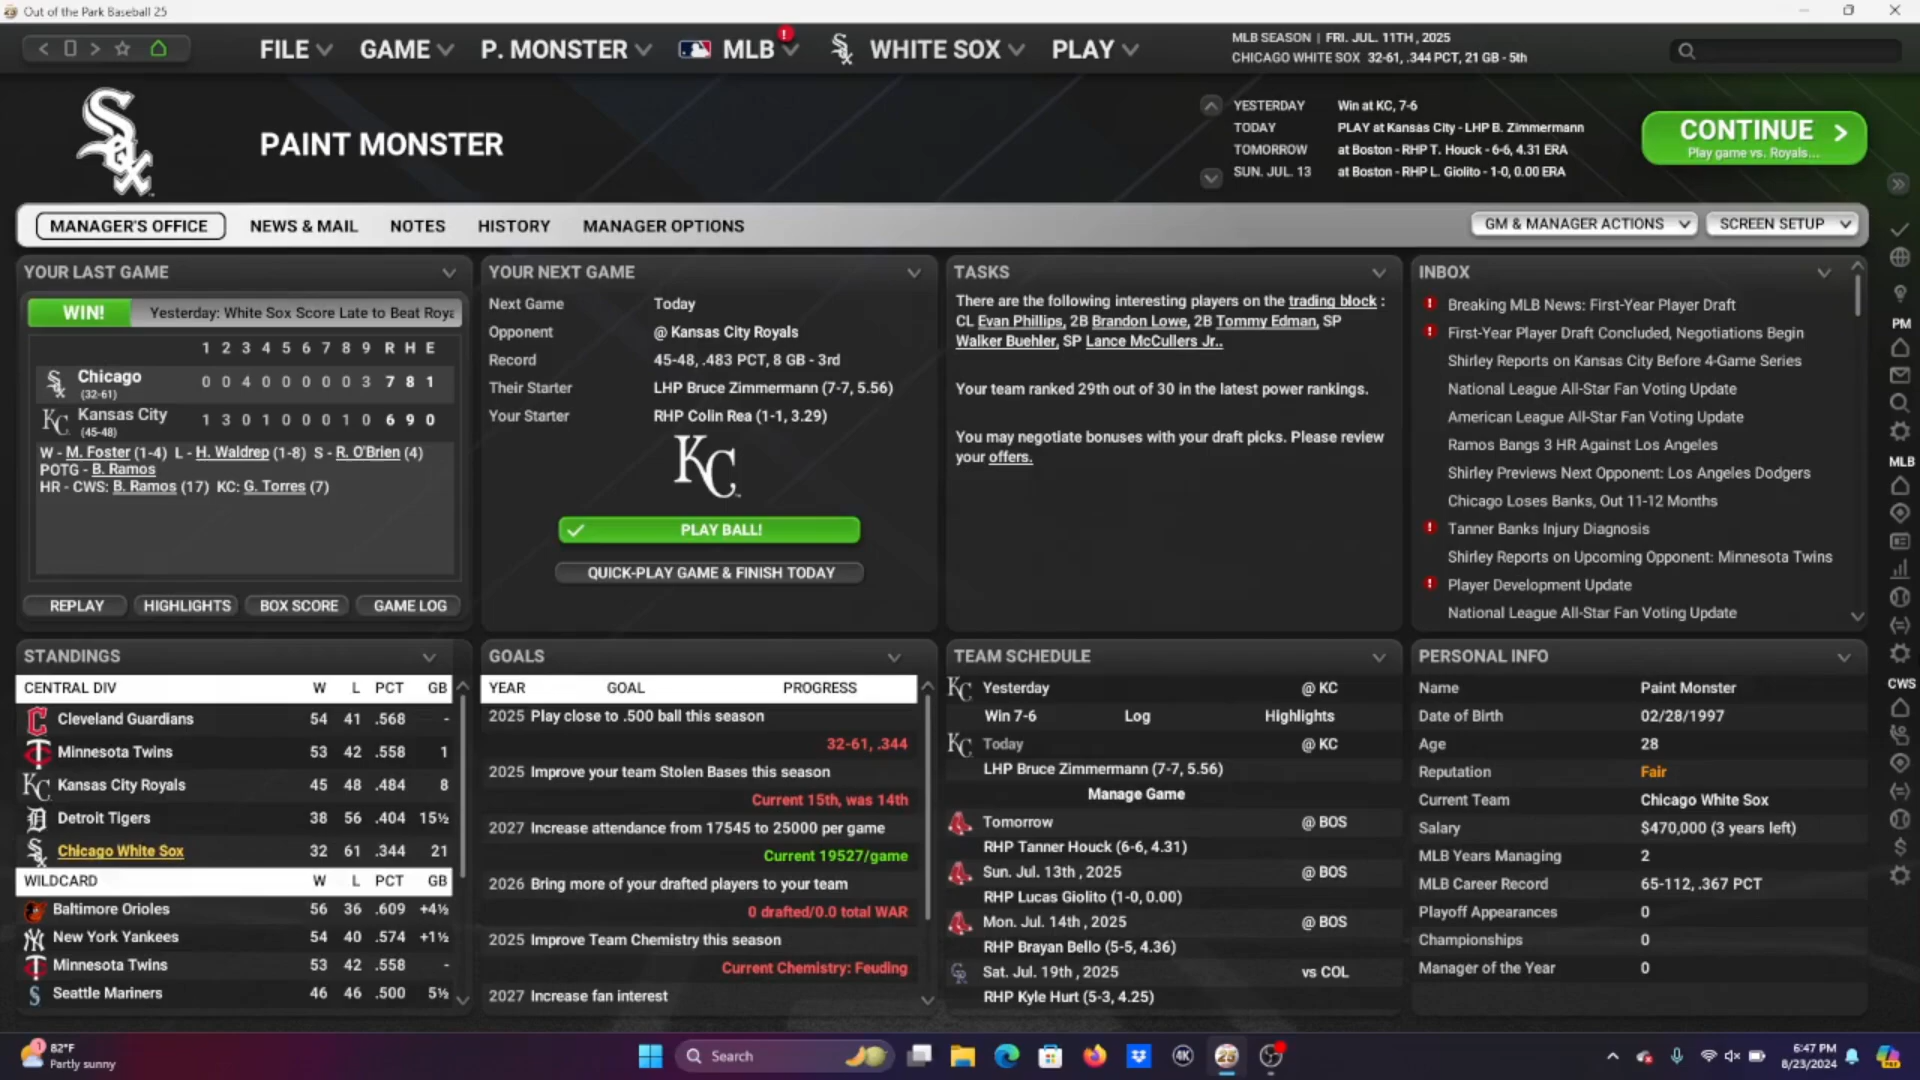 Out of the Park Baseball 25
FILE GAME P. MONSTER MLB WHITE SOX PLAY
MLB SEASON | FRI. JUL. 11TH, 2025
CHICAGO WHITE SOX 32-61, .344 PCT, 21 GB - 5th
PAINT MONSTER
YESTERDAY Win at KC, 7-6
TODAY PLAY at Kansas City - LHP B. Zimmermann
TOMORROW at Boston - RHP T. Houck - 6-6, 4.31 ERA
SUN. JUL. 13 at Boston - RHP L. Giolito - 1-0, 0.00 ERA
CONTINUE
Play game vs. Royals...
MANAGER'S OFFICE NEWS & MAIL NOTES HISTORY MANAGER OPTIONS GM & MANAGER ACTIONS SCREEN SETUP
YOUR LAST GAME
WIN! Yesterday: White Sox Score Late to Beat Roya
1 2 3 4 5 6 7 8 9 R H E
Chicago 0 0 4 0 0 0 0 0 3 7 8 1
(32-61)
Kansas City 1 3 0 1 0 0 0 1 0 6 9 0
(45-48)
W - M. Foster (1-4) L - H. Waldrep (1-8) S - R. O'Brien (4)
POTG - B. Ramos
HR - CWS: B. Ramos (17) KC: G. Torres (7)
REPLAY HIGHLIGHTS BOX SCORE GAME LOG
YOUR NEXT GAME
Next Game Today
Opponent @ Kansas City Royals
Record 45-48, .483 PCT, 8 GB - 3rd
Their Starter LHP Bruce Zimmermann (7-7, 5.56)
Your Starter RHP Colin Rea (1-1, 3.29)
KC
PLAY BALL!
QUICK-PLAY GAME & FINISH TODAY
TASKS
There are the following interesting players on the trading block :
CL Evan Phillips, 2B Brandon Lowe, 2B Tommy Edman, SP
Walker Buehler, SP Lance McCullers Jr..
Your team ranked 29th out of 30 in the latest power rankings.
You may negotiate bonuses with your draft picks. Please review
your offers.
INBOX
Breaking MLB News: First-Year Player Draft
First-Year Player Draft Concluded, Negotiations Begin
Shirley Reports on Kansas City Before 4-Game Series
National League All-Star Fan Voting Update
American League All-Star Fan Voting Update
Ramos Bangs 3 HR Against Los Angeles
Shirley Previews Next Opponent: Los Angeles Dodgers
Chicago Loses Banks, Out 11-12 Months
Tanner Banks Injury Diagnosis
Shirley Reports on Upcoming Opponent: Minnesota Twins
Player Development Update
National League All-Star Fan Voting Update
PM
MLB
CWS
STANDINGS
CENTRAL DIV W L PCT GB
Cleveland Guardians 54 41 .568 -
Minnesota Twins 53 42 .558 1
Kansas City Royals 45 48 .484 8
Detroit Tigers 38 56 .404 15½
Chicago White Sox 32 61 .344 21
WILDCARD W L PCT GB
Baltimore Orioles 56 36 .609 +4½
New York Yankees 54 40 .574 +1½
Minnesota Twins 53 42 .558 -
Seattle Mariners 46 46 .500 5½
GOALS
YEAR GOAL PROGRESS
2025 Play close to .500 ball this season
32-61, .344
2025 Improve your team Stolen Bases this season
Current 15th, was 14th
2027 Increase attendance from 17545 to 25000 per game
Current 19527/game
2026 Bring more of your drafted players to your team
0 drafted/0.0 total WAR
2025 Improve Team Chemistry this season
Current Chemistry: Feuding
2027 Increase fan interest
TEAM SCHEDULE
Yesterday @ KC
Win 7-6 Log Highlights
Today @ KC
LHP Bruce Zimmermann (7-7, 5.56)
Manage Game
Tomorrow @ BOS
RHP Tanner Houck (6-6, 4.31)
Sun. Jul. 13th, 2025 @ BOS
RHP Lucas Giolito (1-0, 0.00)
Mon. Jul. 14th, 2025 @ BOS
RHP Brayan Bello (5-5, 4.36)
Sat. Jul. 19th, 2025 vs COL
RHP Kyle Hurt (5-3, 4.25)
PERSONAL INFO
Name Paint Monster
Date of Birth 02/28/1997
Age 28
Reputation Fair
Current Team Chicago White Sox
Salary $470,000 (3 years left)
MLB Years Managing 2
MLB Career Record 65-112, .367 PCT
Playoff Appearances 0
Championships 0
Manager of the Year 0
82°F
Partly sunny
Search
4K
25
6:47 PM
8/23/2024